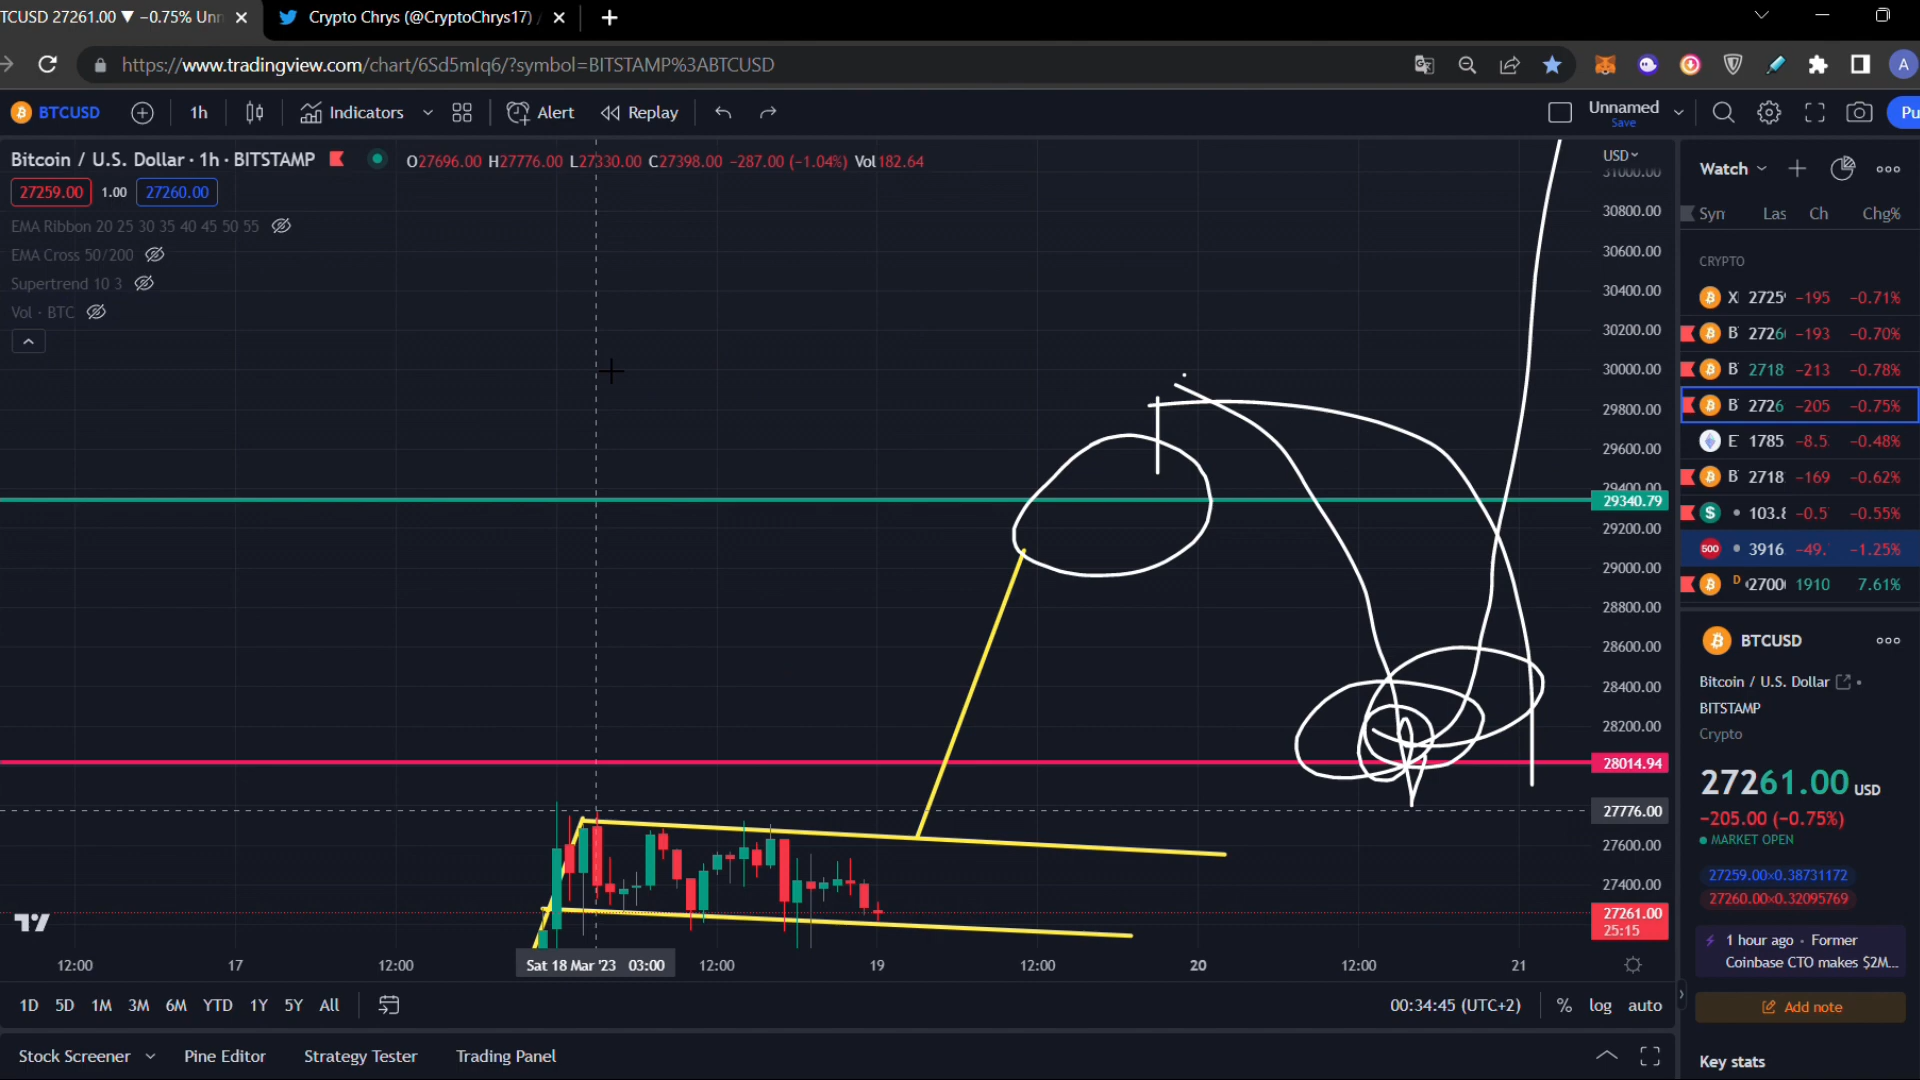 TCUSD 27261.00 ▼ −0.75% Unn
Crypto Chrys (@CryptoChrys17) /
https://www.tradingview.com/chart/6Sd5mlq6/?symbol=BITSTAMP%3ABTCUSD
A
BTCUSD 1h Indicators Alert Replay Unnamed Pu
Save
Bitcoin / U.S. Dollar · 1h · BITSTAMP O27696.00 H27776.00 L27330.00 C27398.00 −287.00 (−1.04%) Vol182.64
27259.00 1.00 27260.00
EMA Ribbon 20 25 30 35 40 45 50 55
EMA Cross 50/200
Supertrend 10 3
Vol · BTC
USD
31000.00
30800.00
30600.00
30400.00
30200.00
30000.00
29800.00
29600.00
29400.00
29340.79
29200.00
29000.00
28800.00
28600.00
28400.00
28200.00
28014.94
27776.00
27600.00
27400.00
27261.00
25:15
12:00 17 12:00 Sat 18 Mar '23 03:00 12:00 19 12:00 20 12:00 21
1D 5D 1M 3M 6M YTD 1Y 5Y All 00:34:45 (UTC+2) % log auto
Stock Screener Pine Editor Strategy Tester Trading Panel
Watch
Syn Las Ch Chg%
CRYPTO
X 2725 −195 −0.71%
B 2726 −193 −0.70%
B 2718 −213 −0.78%
B 2726 −205 −0.75%
E 1785 −8.5 −0.48%
B 2718 −169 −0.62%
$ 103.8 −0.5 −0.55%
500 3916 −49. −1.25%
D 2700 1910 7.61%
BTCUSD
Bitcoin / U.S. Dollar
BITSTAMP
Crypto
27261.00 USD
−205.00 (−0.75%)
MARKET OPEN
27259.00×0.38731172
27260.00×0.32095769
1 hour ago · Former
Coinbase CTO makes $2M...
Add note
Key stats